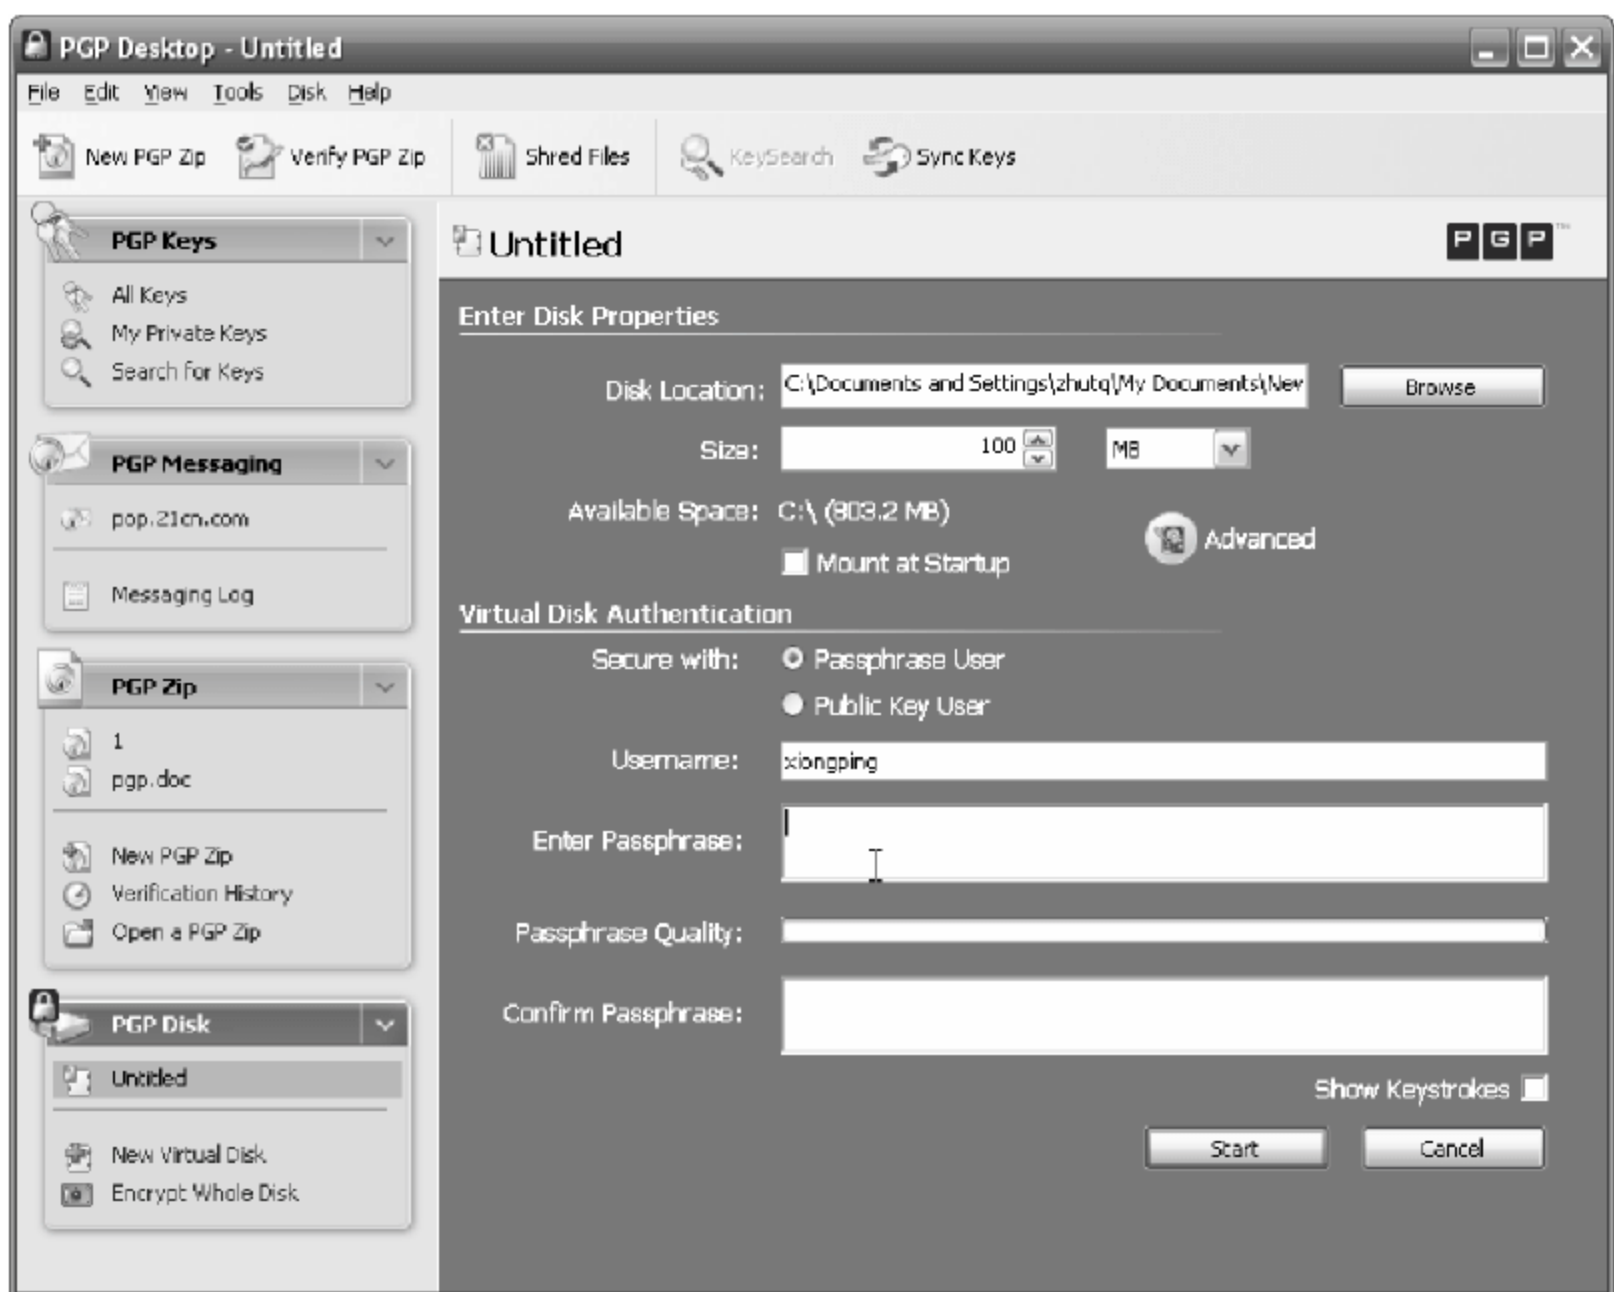 PGP Desktop - Untitled
File Edit View Tools Disk Help
New PGP Zip Verify PGP Zip Shred Files KeySearch Sync Keys
PGP Keys
All Keys
My Private Keys
Search for Keys
PGP Messaging
pop.21cn.com
Messaging Log
PGP Zip
1
pgp.doc
New PGP Zip
Verification History
Open a PGP Zip
PGP Disk
Untitled
New Virtual Disk
Encrypt Whole Disk
Untitled
PGP™
Enter Disk Properties
Disk Location: C:\Documents and Settings\zhutq\My Documents\New Browse
Size: 100 MB
Available Space: C:\ (803.2 MB)
Mount at Startup
Advanced
Virtual Disk Authentication
Secure with: Passphrase User
Public Key User
Username: xiongping
Enter Passphrase:
Passphrase Quality:
Confirm Passphrase:
Show Keystrokes
Start Cancel